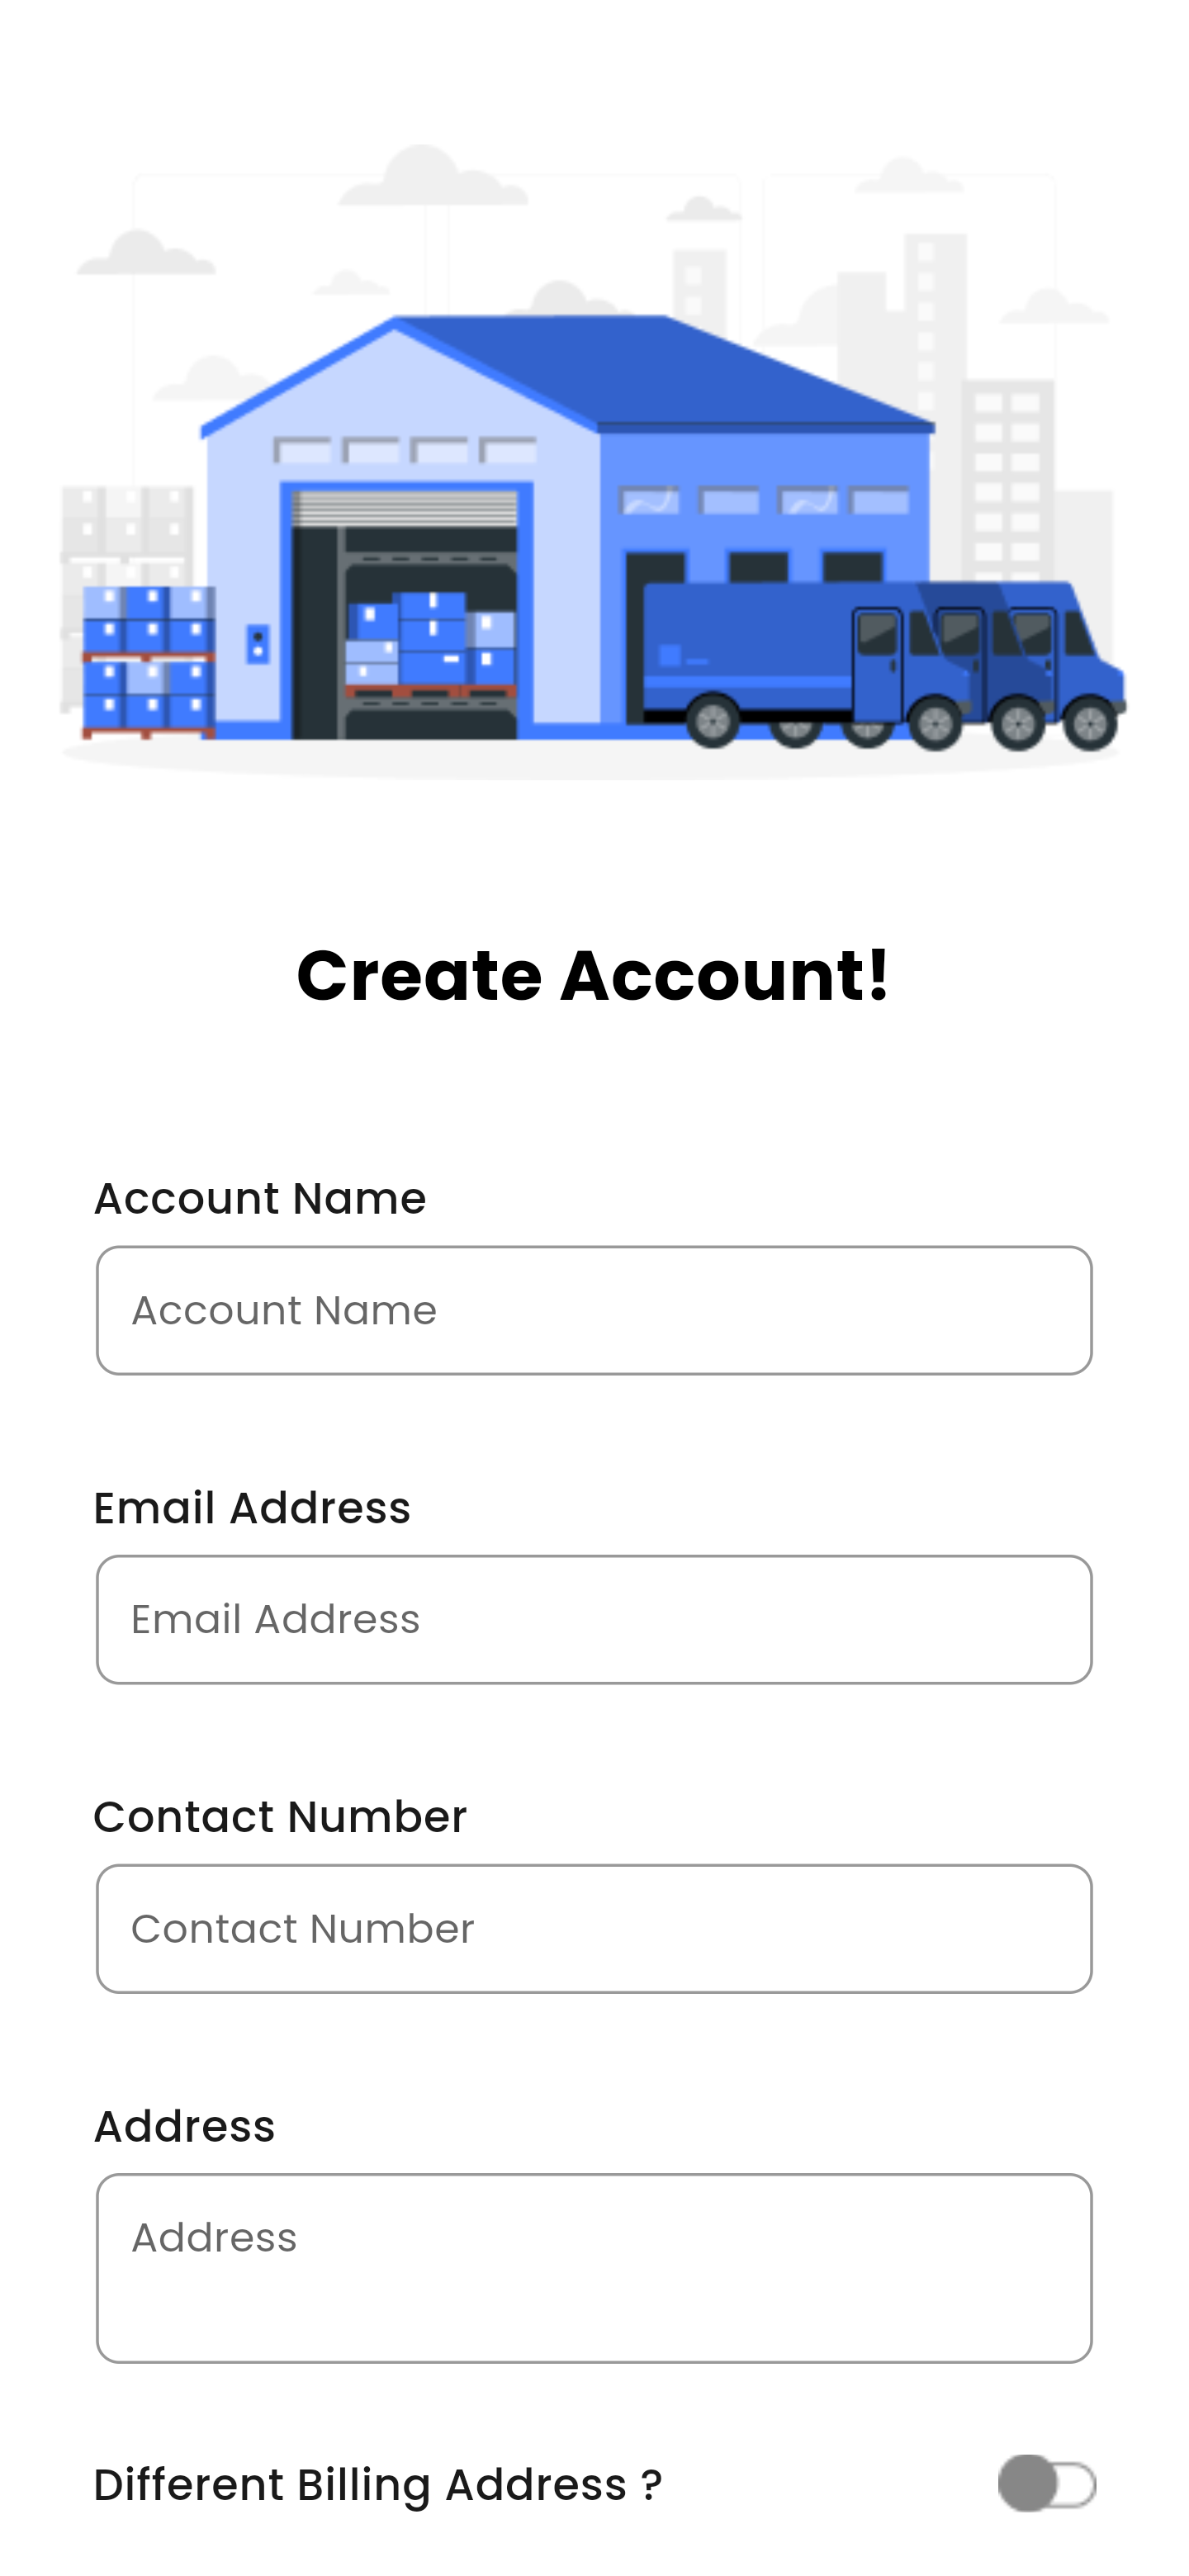 Create Account!
Account Name
Account Name
Email Address
Email Address
Contact Number
Contact Number
Address
Address
Different Billing Address ?